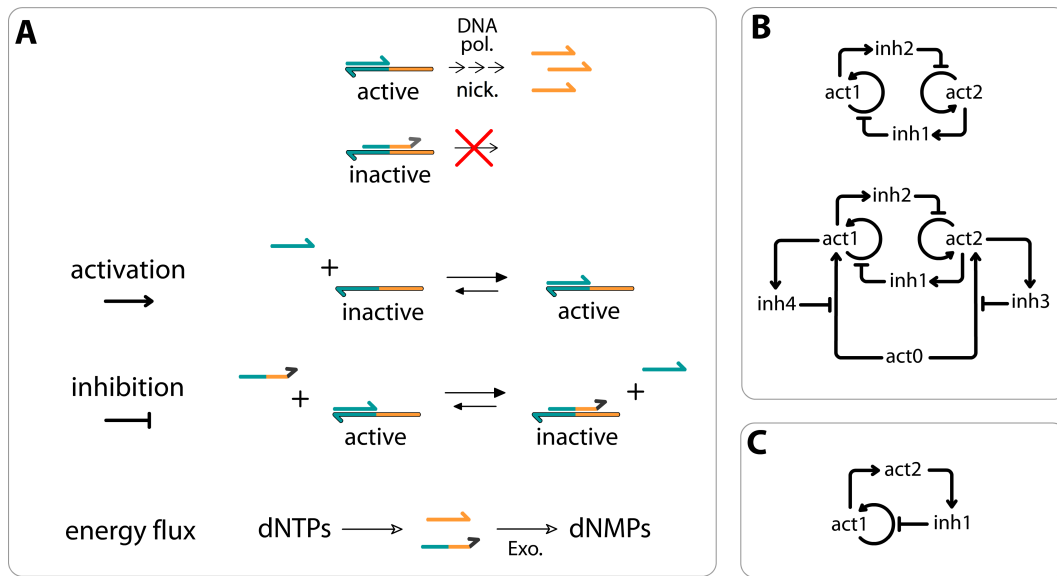 A
DNA
pol.
nick.
active
inactive
activation
+
inactive
active
inhibition
+
+
active
inactive
energy flux
dNTPs
Exo.
dNMPs
B
inh2
act1
act2
inh1
inh2
act1
act2
inh1
inh4
inh3
act0
C
act2
act1
inh1